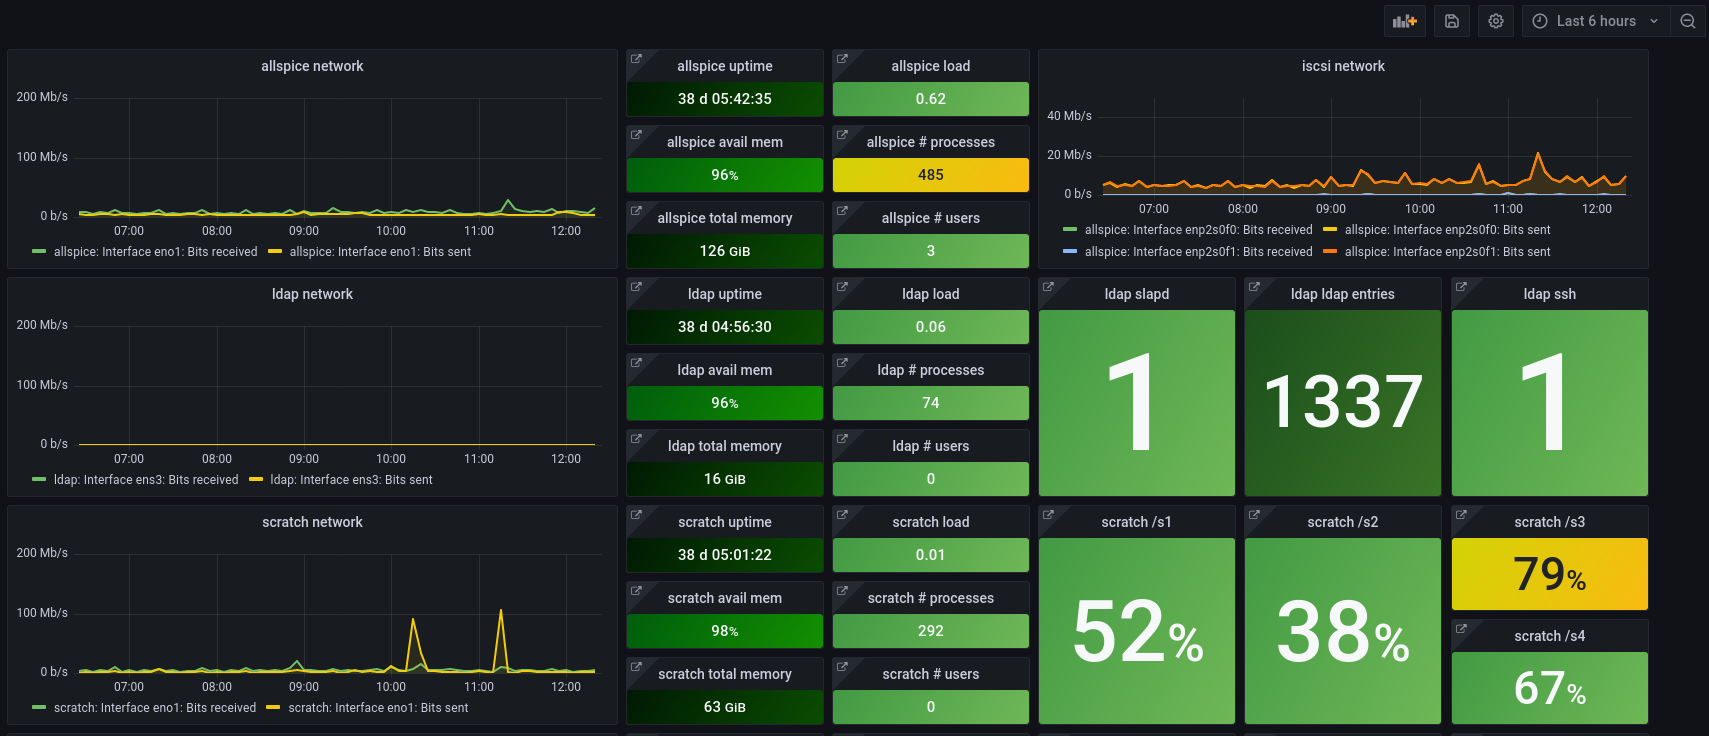 Last 6 hours
allspice network
200 Mb/s
100 Mb/s
0 b/s
07:00 08:00 09:00 10:00 11:00 12:00
allspice: Interface eno1: Bits received allspice: Interface eno1: Bits sent
allspice uptime
38 d 05:42:35
allspice load
0.62
allspice avail mem
96%
allspice # processes
485
allspice total memory
126 GiB
allspice # users
3
iscsi network
40 Mb/s
20 Mb/s
0 b/s
07:00 08:00 09:00 10:00 11:00 12:00
allspice: Interface enp2s0f0: Bits received allspice: Interface enp2s0f0: Bits sent
allspice: Interface enp2s0f1: Bits received allspice: Interface enp2s0f1: Bits sent
ldap network
200 Mb/s
100 Mb/s
0 b/s
07:00 08:00 09:00 10:00 11:00 12:00
ldap: Interface ens3: Bits received ldap: Interface ens3: Bits sent
ldap uptime
38 d 04:56:30
ldap load
0.06
ldap avail mem
96%
ldap # processes
74
ldap total memory
16 GiB
ldap # users
0
ldap slapd
1
ldap ldap entries
1337
ldap ssh
1
scratch network
200 Mb/s
100 Mb/s
0 b/s
07:00 08:00 09:00 10:00 11:00 12:00
scratch: Interface eno1: Bits received scratch: Interface eno1: Bits sent
scratch uptime
38 d 05:01:22
scratch load
0.01
scratch avail mem
98%
scratch # processes
292
scratch total memory
63 GiB
scratch # users
0
scratch /s1
52%
scratch /s2
38%
scratch /s3
79%
scratch /s4
67%